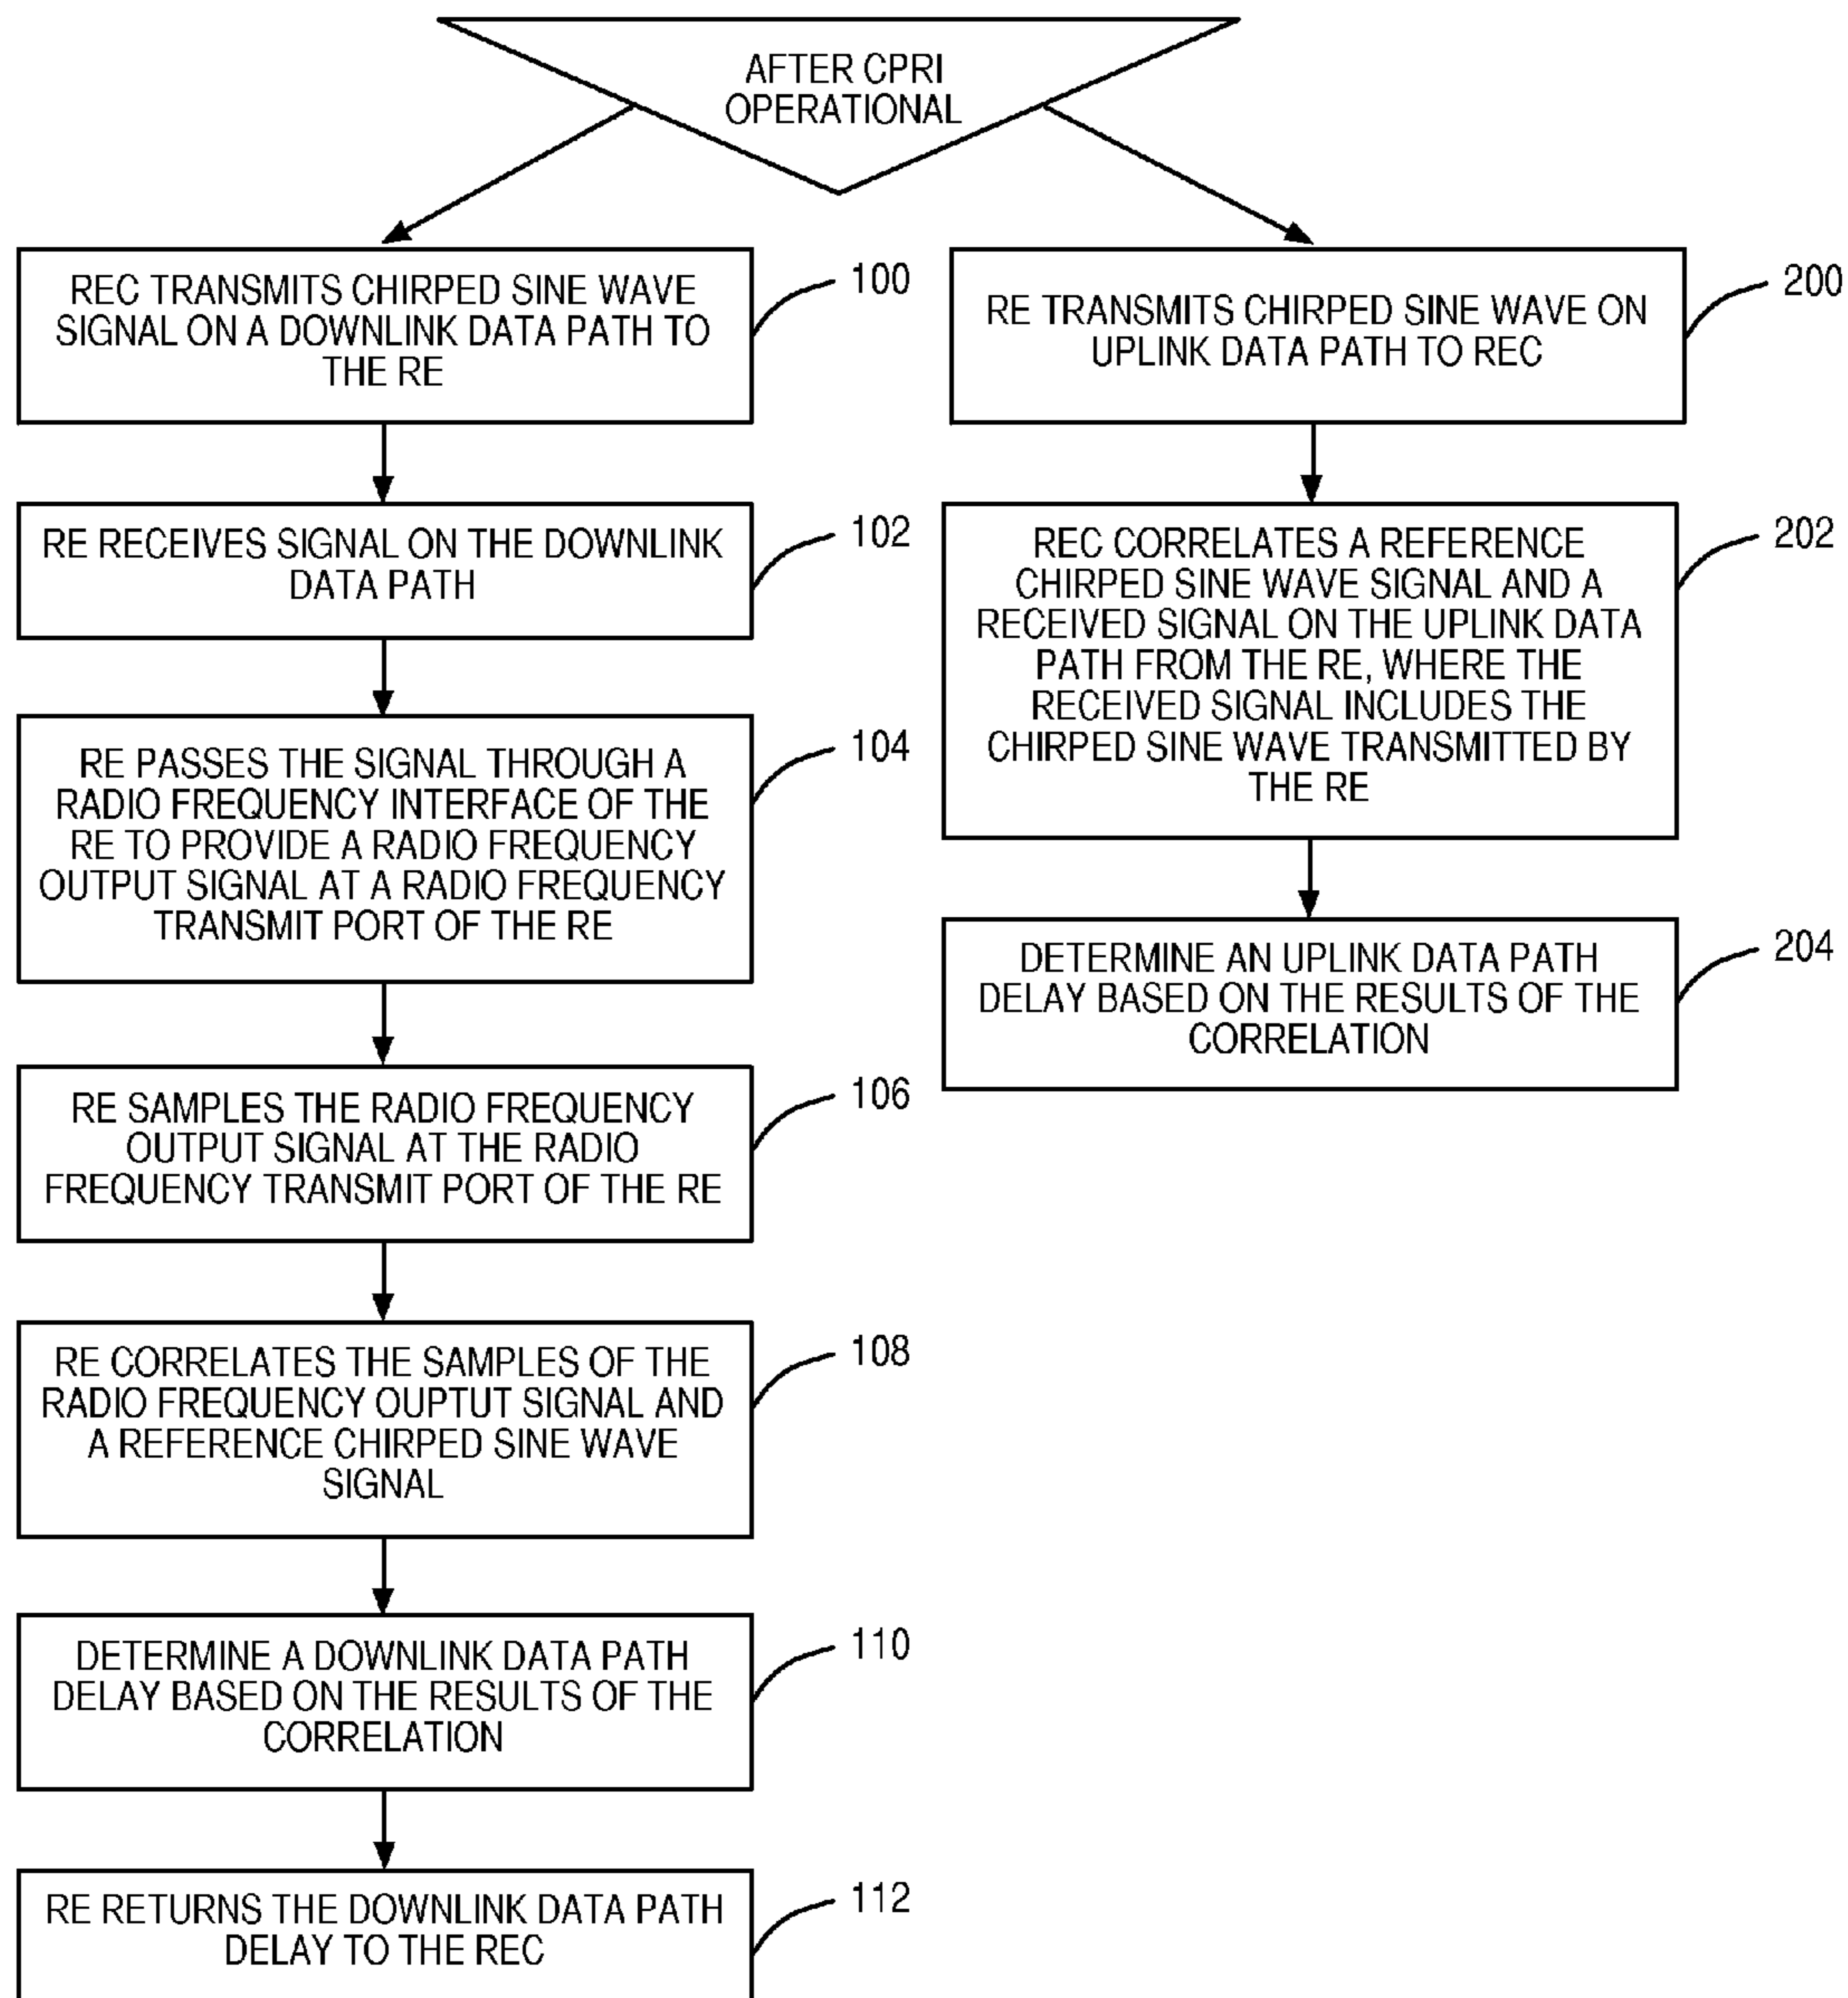 AFTER CPRI
OPERATIONAL
REC TRANSMITS CHIRPED SINE WAVE
SIGNAL ON A DOWNLINK DATA PATH TO
THE RE
100
RE RECEIVES SIGNAL ON THE DOWNLINK
DATA PATH
102
RE PASSES THE SIGNAL THROUGH A
RADIO FREQUENCY INTERFACE OF THE
RE TO PROVIDE A RADIO FREQUENCY
OUTPUT SIGNAL AT A RADIO FREQUENCY
TRANSMIT PORT OF THE RE
104
RE SAMPLES THE RADIO FREQUENCY
OUTPUT SIGNAL AT THE RADIO
FREQUENCY TRANSMIT PORT OF THE RE
106
RE CORRELATES THE SAMPLES OF THE
RADIO FREQUENCY OUPTUT SIGNAL AND
A REFERENCE CHIRPED SINE WAVE
SIGNAL
108
DETERMINE A DOWNLINK DATA PATH
DELAY BASED ON THE RESULTS OF THE
CORRELATION
110
RE RETURNS THE DOWNLINK DATA PATH
DELAY TO THE REC
112
RE TRANSMITS CHIRPED SINE WAVE ON
UPLINK DATA PATH TO REC
200
REC CORRELATES A REFERENCE
CHIRPED SINE WAVE SIGNAL AND A
RECEIVED SIGNAL ON THE UPLINK DATA
PATH FROM THE RE, WHERE THE
RECEIVED SIGNAL INCLUDES THE
CHIRPED SINE WAVE TRANSMITTED BY
THE RE
202
DETERMINE AN UPLINK DATA PATH
DELAY BASED ON THE RESULTS OF THE
CORRELATION
204